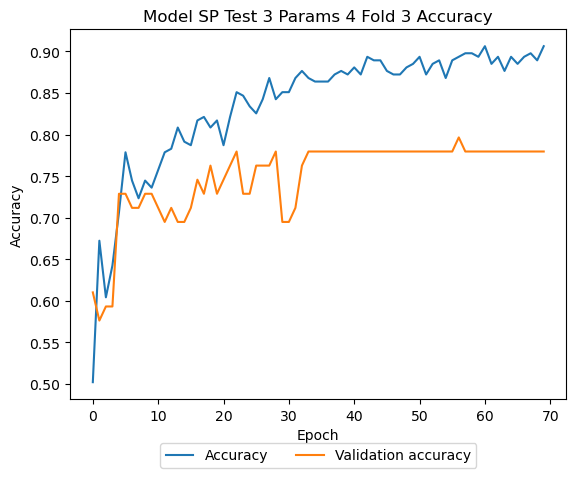 Model SP Test 3 Params 4 Fold 3 Accuracy
0.90
0.85
0.80
0.75
0.70
0.65
0.60
0.55
0.50
Accuracy
0 10 20 30 40 50 60 70
Epoch
Accuracy Validation accuracy